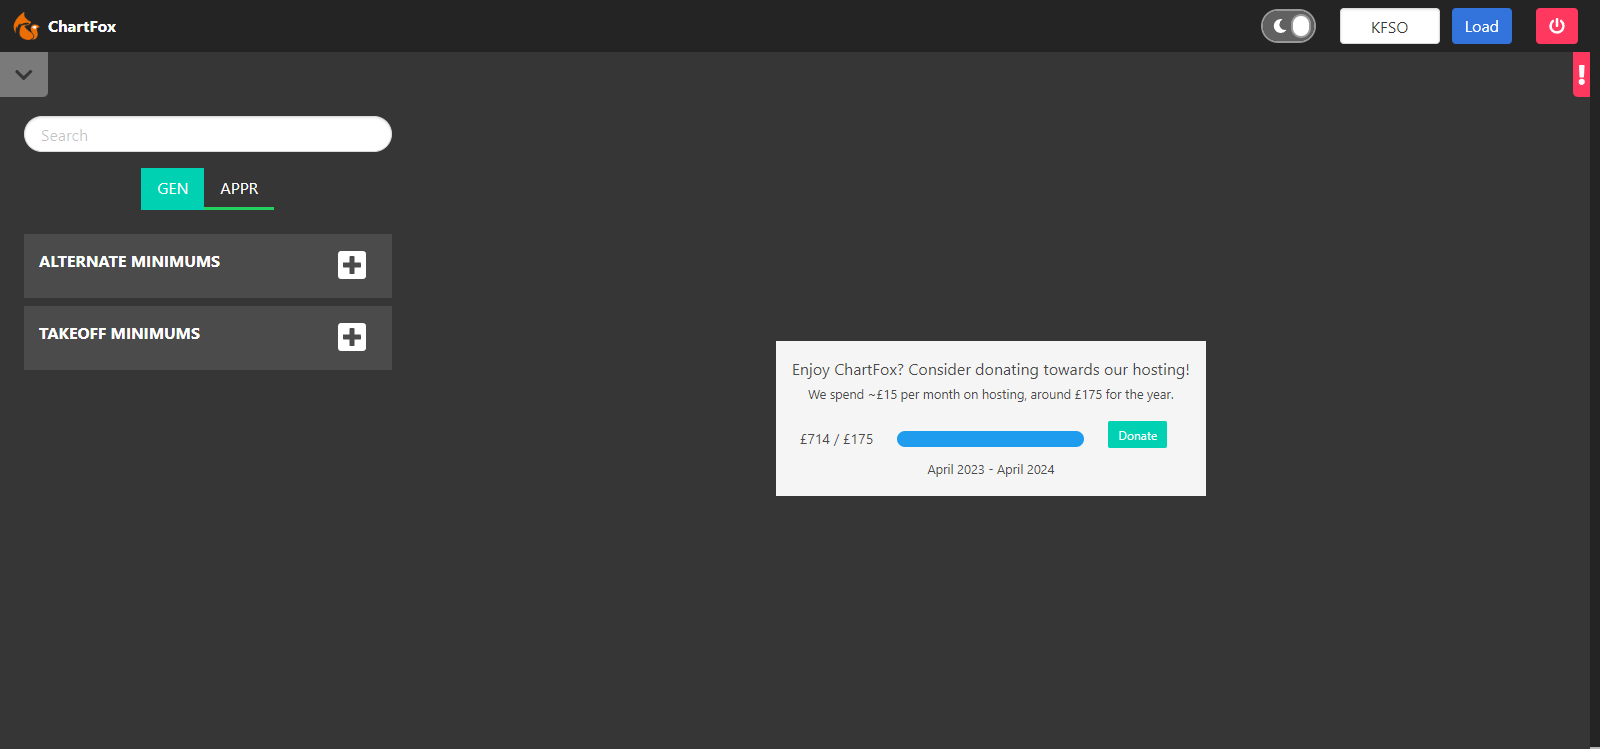 ChartFox
KFSO
Load
Search
GEN
APPR
ALTERNATE MINIMUMS
TAKEOFF MINIMUMS
Enjoy ChartFox? Consider donating towards our hosting!
We spend ~£15 per month on hosting, around £175 for the year.
£714 / £175
Donate
April 2023 - April 2024